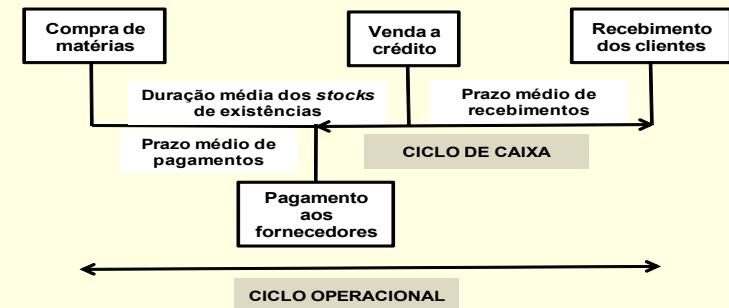 Compra de
matérias
Venda a
crédito
Recebimento
dos clientes
Duração média dos stocks
de existências
Prazo médio de
recebimentos
Prazo médio de
pagamentos
CICLO DE CAIXA
Pagamento
aos
fornecedores
CICLO OPERACIONAL